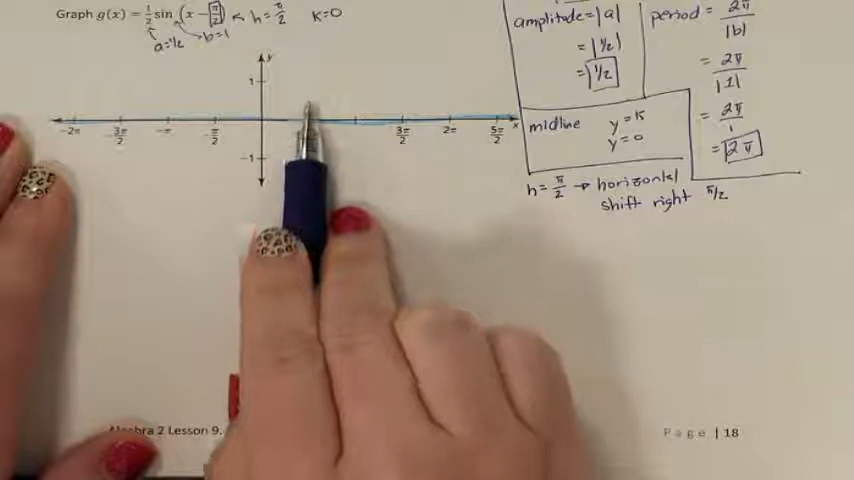 Graph g(x) = 1/2 sin (x − π/2) ← h = π/2 K=0
a=1/2 b=1
amplitude = |a|
= |1/2|
= 1/2
period = 2π/|b|
= 2π/|1|
= 2π/1
= 2π
midline y = K
y = 0
h = π/2 → horizontal
shift right π/2
y
1
−2π −3π/2 −π −π/2 3π/2 2π 5π/2 x
−1
Algebra 2 Lesson 9.
Page | 18